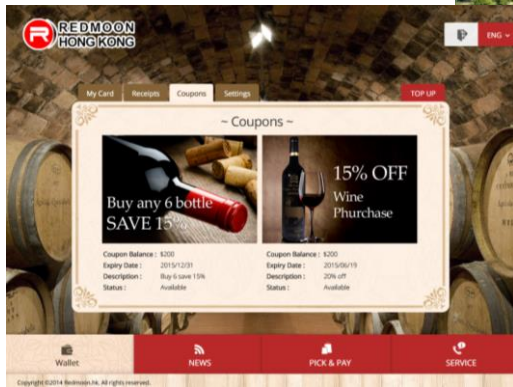 R REDMOON
HONG KONG
ENG
My Card Receipts Coupons Settings
TOP UP
~ Coupons ~
Buy any 6 bottle
SAVE 15%
15% OFF
Wine
Phurchase
Coupon Balance : $200
Expiry Date : 2015/12/31
Description : Buy 6 save 15%
Status : Available
Coupon Balance : $200
Expiry Date : 2015/06/19
Description : 20% off
Status : Available
Wallet
NEWS
PICK & PAY
SERVICE
Copyright ©2014 Redmoon.hk. All rights reserved.